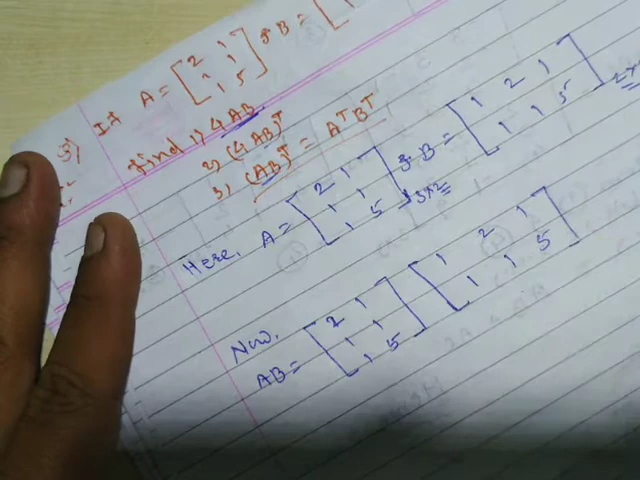 5) If A = [2 1 1 1 1 5] & B = [1
Find 1) 4AB
2) (4AB)ᵀ
3) (AB)ᵀ = AᵀBᵀ
Here, A = [2 1 1 1 1 5] 3×2 & B = [1 2 1 1 1 5] 2×
Now,
AB = [2 1 1 1 1 5] [1 2 1 1 1 5]